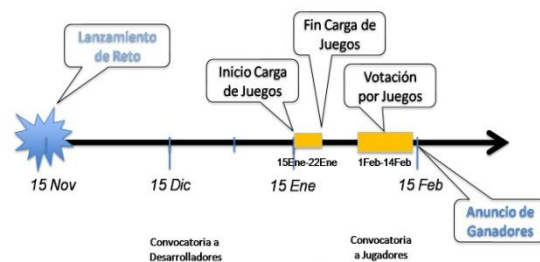 Lanzamiento
de Reto
Fin Carga de
Juegos
Inicio Carga
de Juegos
Votación
por Juegos
15Ene-22Ene
1Feb-14Feb
15 Nov
15 Dic
15 Ene
15 Feb
Anuncio de
Ganadores
Convocatoria a
Desarrolladores
Convocatoria
a Jugadores